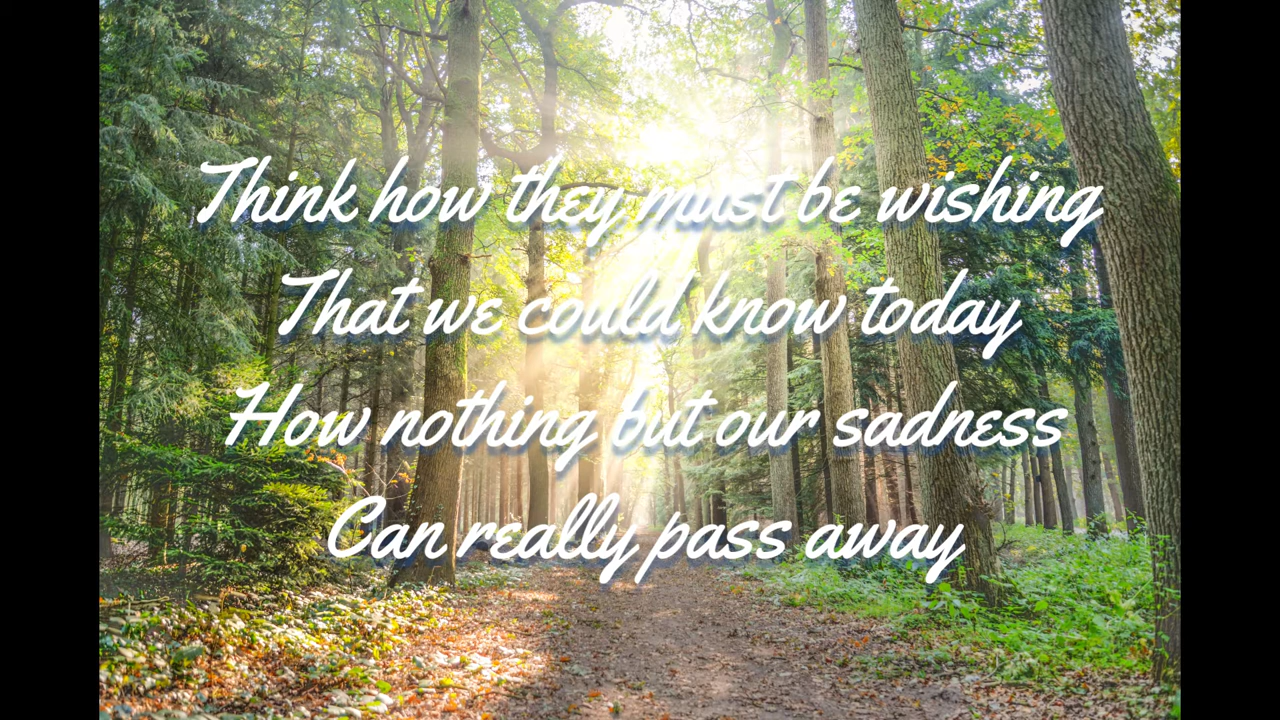 Think how they must be wishing
That we could know today
How nothing but our sadness
Can really pass away